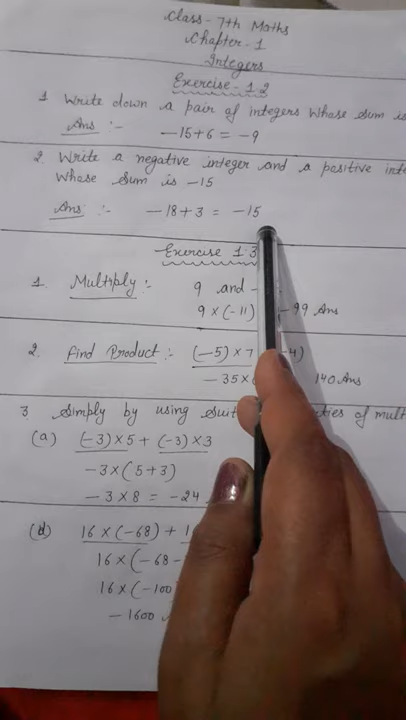 Class - 7th Maths
Chapter - 1
Integers
Exercise - 1.2
1. Write down a pair of integers whose sum is
Ans :-
-15+6 = -9
2. Write a negative integer and a positive
Whose sum is -15
Ans :- -18+3 = -15
Exercise 1.3
1. Multiply :- 9 and -
9 × (-11) -99 Ans
2. Find Product :- (-5) × 7 -4)
-35 × 140 Ans
3 Simply by using of
(a) (-3) × 5 + (-3) × 3
-3 × (5+3)
-3 × 8 = -24
(d) 16 × (-68) +
16 × (-68 -
16 × (-100
-1600